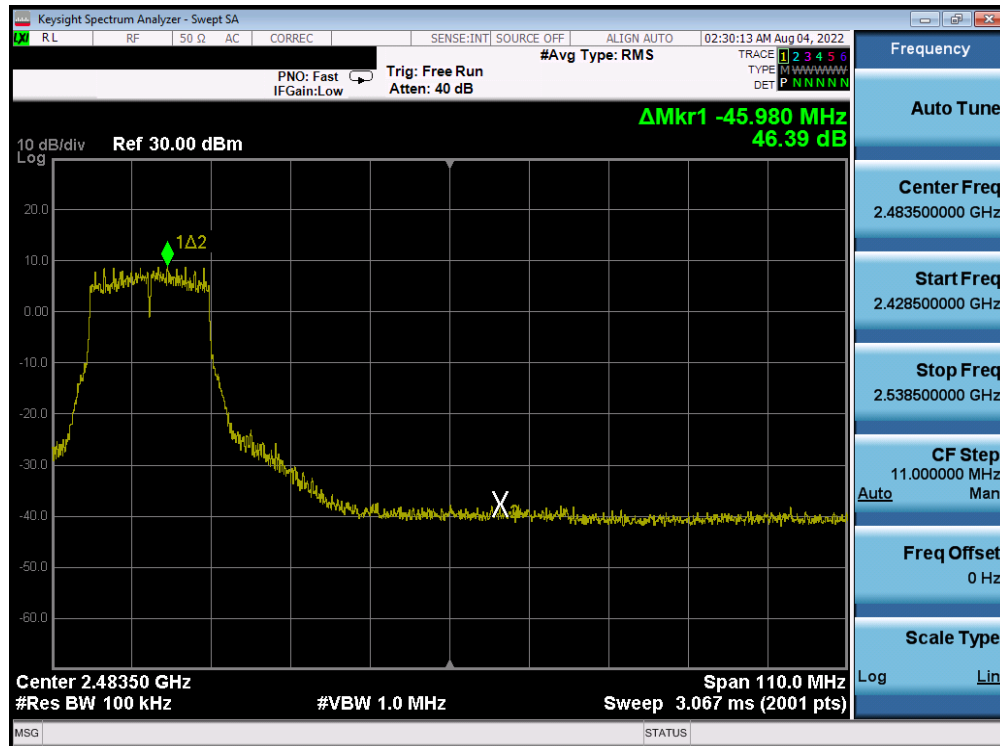 Keysight Spectrum Analyzer - Swept SA
LXI RL RF 50 Ω AC CORREC SENSE:INT SOURCE OFF ALIGN AUTO 02:30:13 AM Aug 04, 2022
#Avg Type: RMS
TRACE 1 2 3 4 5 6
PNO: Fast Trig: Free Run TYPE M WWWWW
IFGain:Low Atten: 40 dB DET P N N N N N
ΔMkr1 -45.980 MHz
46.39 dB
10 dB/div Ref 30.00 dBm
Log
20.0
1Δ2
10.0
0.00
-10.0
-20.0
-30.0
-40.0
X2
-50.0
-60.0
Center 2.48350 GHz Span 110.0 MHz
#Res BW 100 kHz #VBW 1.0 MHz Sweep 3.067 ms (2001 pts)
MSG STATUS
Frequency
Auto Tune
Center Freq
2.483500000 GHz
Start Freq
2.428500000 GHz
Stop Freq
2.538500000 GHz
CF Step
11.000000 MHz
Auto Man
Freq Offset
0 Hz
Scale Type
Log Lin